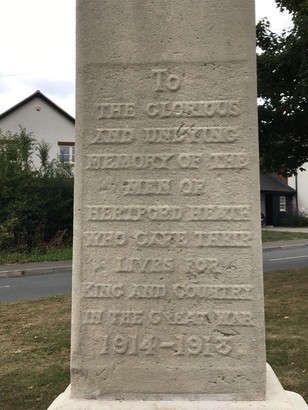 TO
THE GLORIOUS
AND UNDYING
MEMORY OF THE
MEN OF
HERTFORD HEATH
WHO GAVE THEIR
LIVES FOR
KING AND COUNTRY
IN THE GREAT WAR
1914-1918